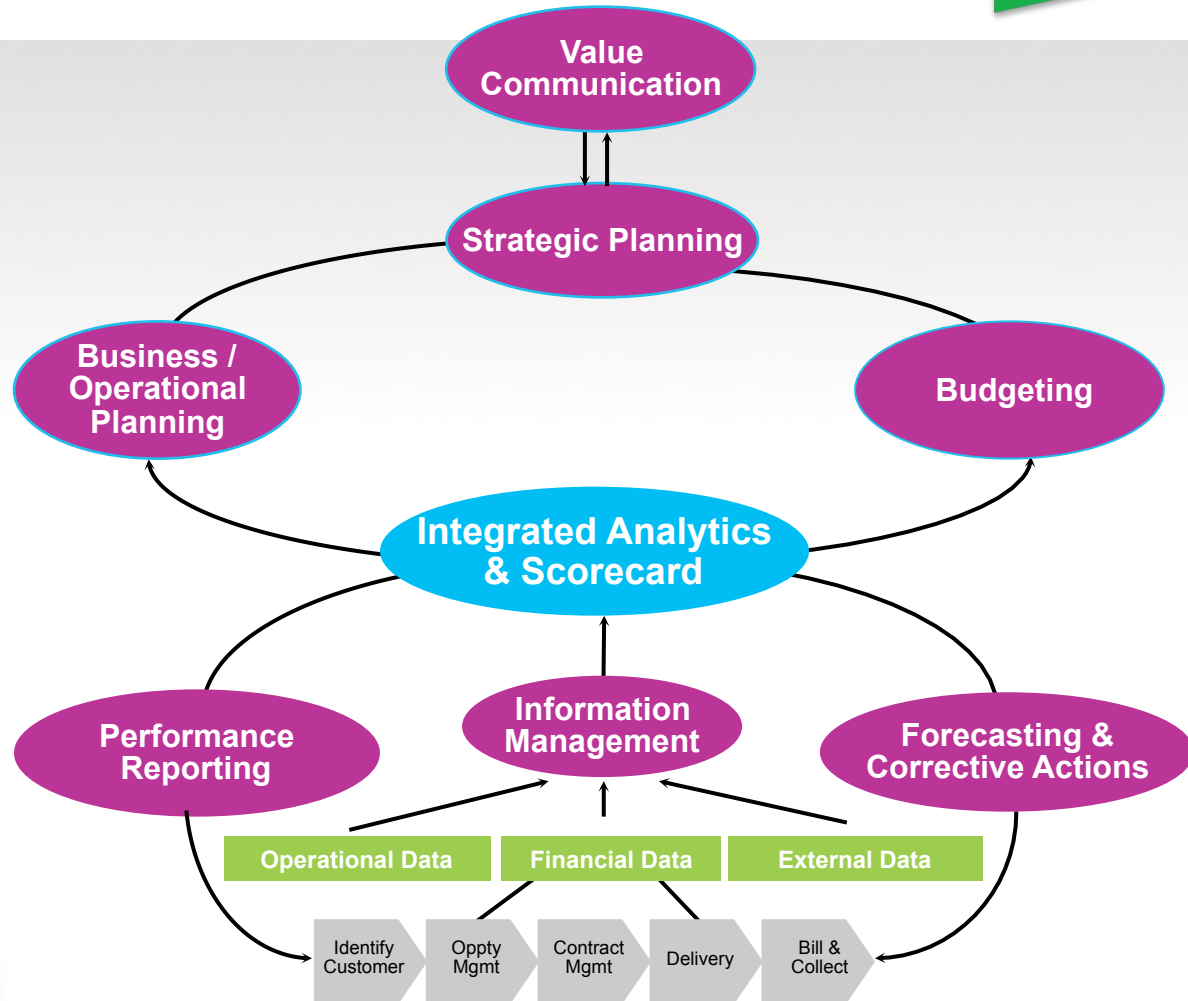 Value
Communication
Strategic Planning
Business /
Operational
Planning
Budgeting
Integrated Analytics
& Scorecard
Performance
Reporting
Information
Management
Forecasting &
Corrective Actions
Operational Data
Financial Data
External Data
Identify
Customer
Oppty
Mgmt
Contract
Mgmt
Delivery
Bill &
Collect